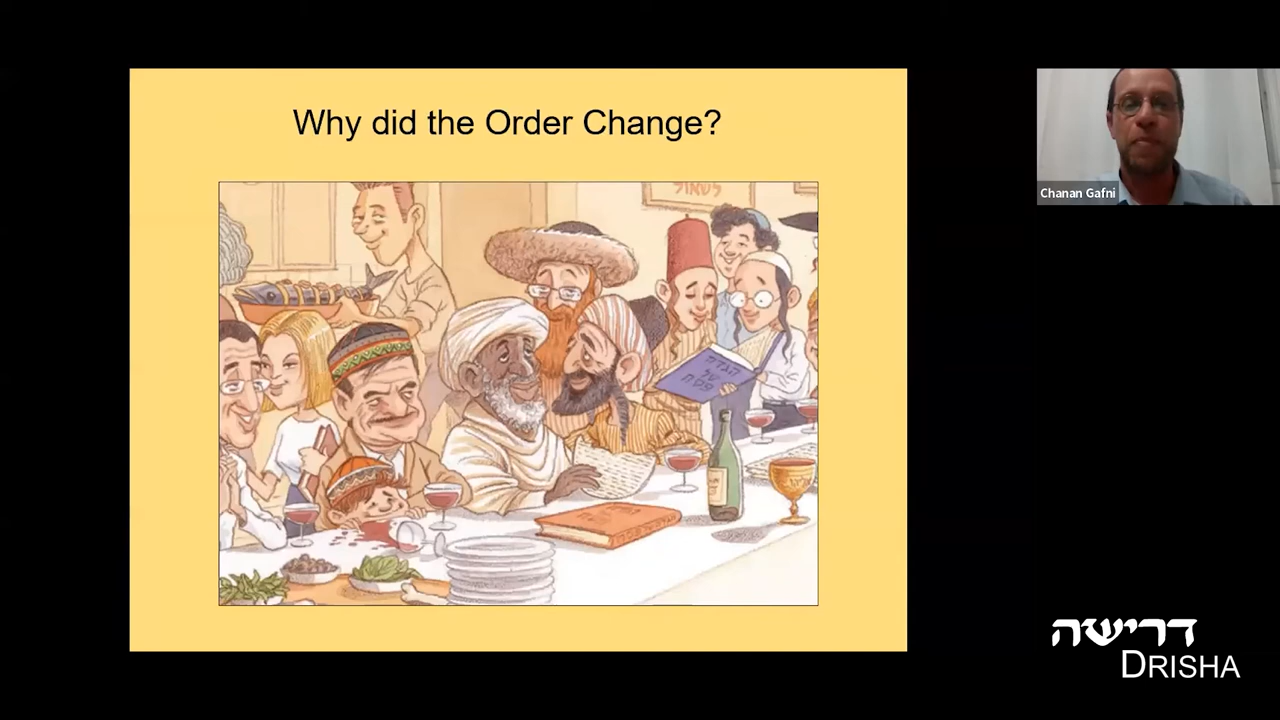 Why did the Order Change?
לשאול
הגדה
של
פסח
Chanan Gafni
דרישה
DRISHA